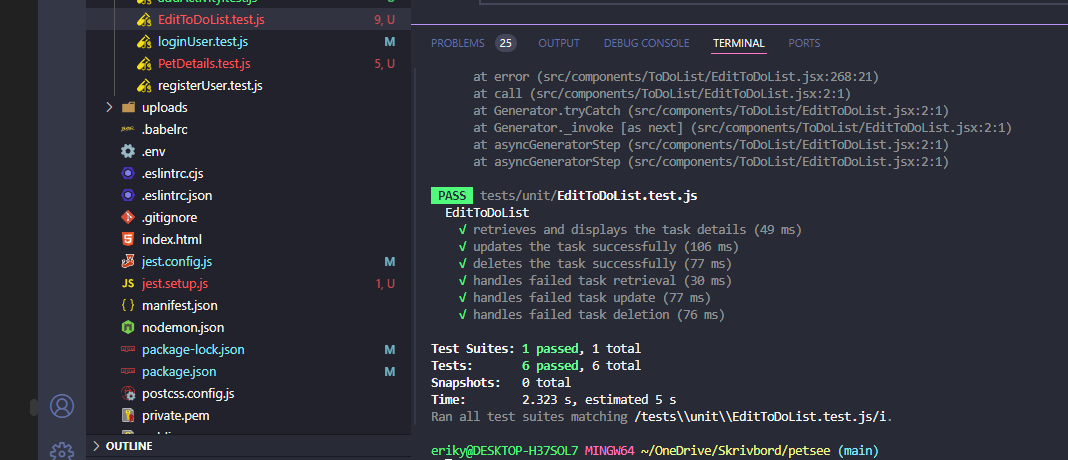 EditToDoList.test.js 9, U
loginUser.test.js M
PetDetails.test.js 5, U
registerUser.test.js
uploads
.babelrc
.env
.eslintrc.cjs
.eslintrc.json
.gitignore
index.html
jest.config.js M
JS jest.setup.js 1, U
manifest.json
nodemon.json
package-lock.json M
package.json M
postcss.config.js
private.pem
OUTLINE
PROBLEMS 25 OUTPUT DEBUG CONSOLE TERMINAL PORTS
at error (src/components/ToDoList/EditToDoList.jsx:268:21)
at call (src/components/ToDoList/EditToDoList.jsx:2:1)
at Generator.tryCatch (src/components/ToDoList/EditToDoList.jsx:2:1)
at Generator._invoke [as next] (src/components/ToDoList/EditToDoList.jsx:2:1)
at asyncGeneratorStep (src/components/ToDoList/EditToDoList.jsx:2:1)
at asyncGeneratorStep (src/components/ToDoList/EditToDoList.jsx:2:1)
PASS tests/unit/EditToDoList.test.js
EditToDoList
√ retrieves and displays the task details (49 ms)
√ updates the task successfully (106 ms)
√ deletes the task successfully (77 ms)
√ handles failed task retrieval (30 ms)
√ handles failed task update (77 ms)
√ handles failed task deletion (76 ms)
Test Suites: 1 passed, 1 total
Tests: 6 passed, 6 total
Snapshots: 0 total
Time: 2.323 s, estimated 5 s
Ran all test suites matching /tests\\unit\\EditToDoList.test.js/i.
eriky@DESKTOP-H37SOL7 MINGW64 ~/OneDrive/Skrivbord/petsee (main)